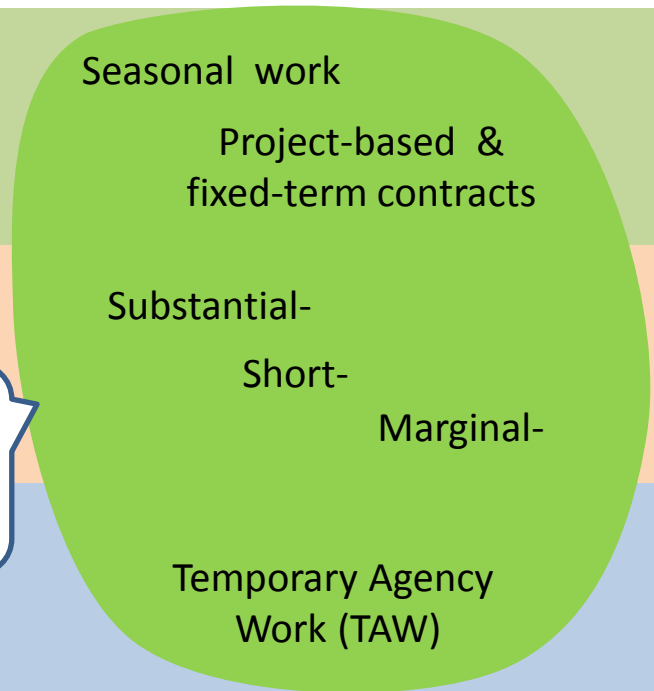 Seasonal work
Project-based &
fixed-term contracts
Substantial-
Short-
Marginal-
Temporary Agency
Work (TAW)